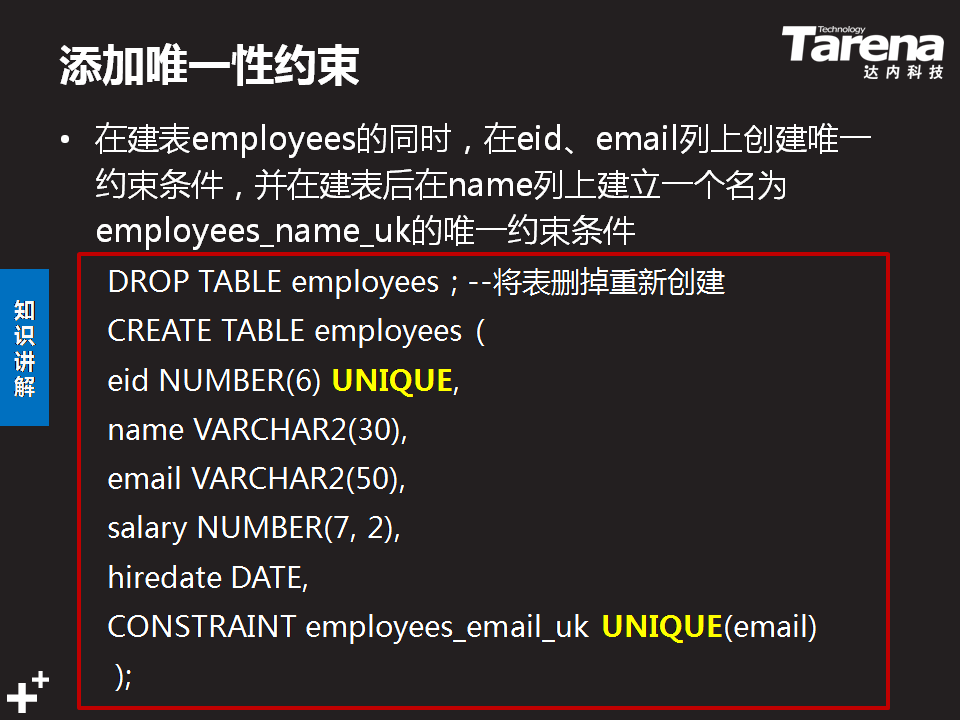 添加唯一性约束
Technology
Tarena
达内科技
• 在建表employees的同时，在eid、email列上创建唯一
约束条件，并在建表后在name列上建立一个名为
employees_name_uk的唯一约束条件
知识讲解
DROP TABLE employees；--将表删掉重新创建
CREATE TABLE employees（
eid NUMBER(6) UNIQUE,
name VARCHAR2(30),
email VARCHAR2(50),
salary NUMBER(7, 2),
hiredate DATE,
CONSTRAINT employees_email_uk UNIQUE(email)
);